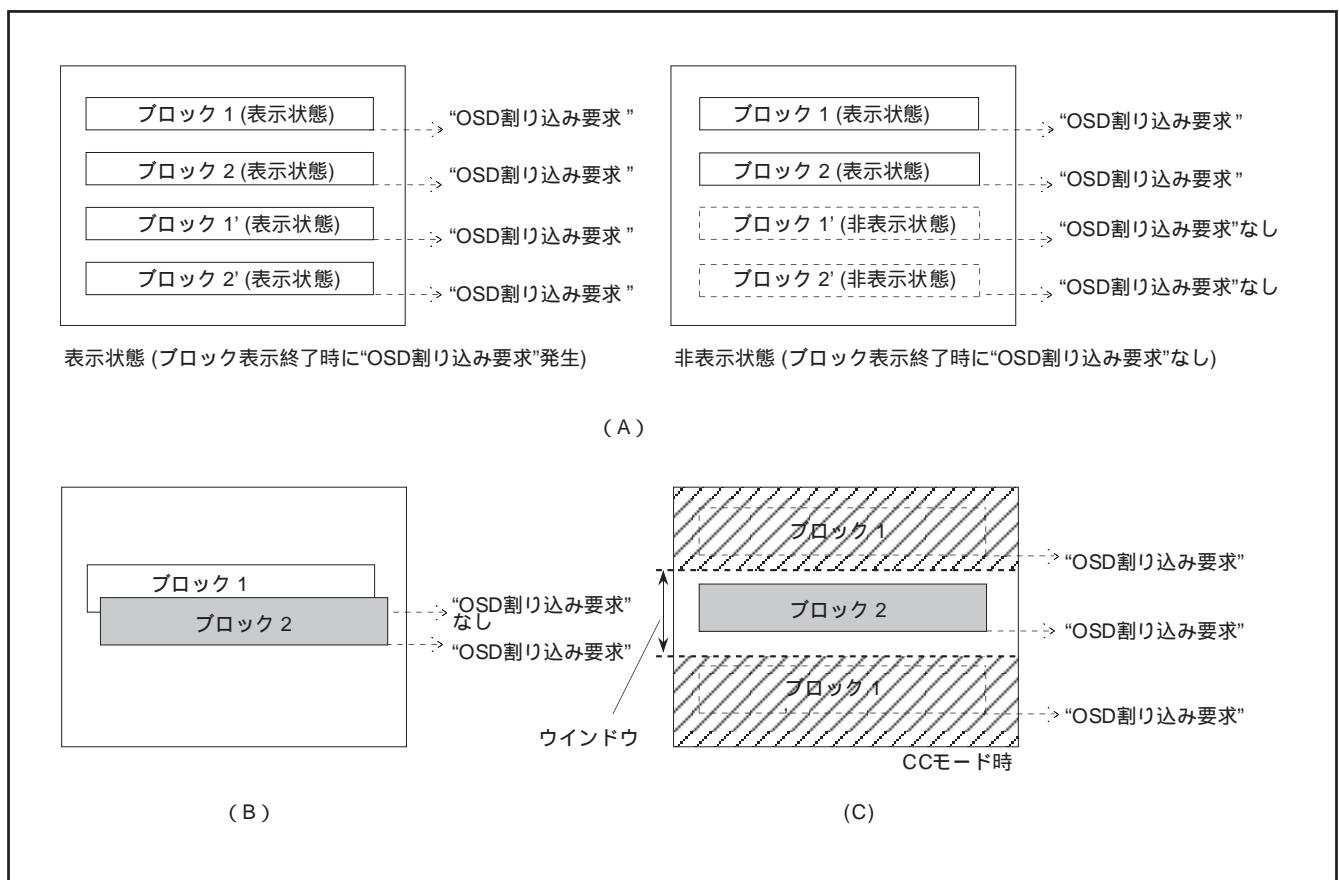 ブロック 1 (表示状態)
“OSD割り込み要求 ”
ブロック 2 (表示状態)
“OSD割り込み要求 ”
ブロック 1’ (表示状態)
“OSD割り込み要求 ”
ブロック 2’ (表示状態)
“OSD割り込み要求 ”
表示状態 (ブロック表示終了時に“OSD割り込み要求”発生)
ブロック 1 (表示状態)
“OSD割り込み要求”
ブロック 2 (表示状態)
“OSD割り込み要求”
ブロック 1’ (非表示状態)
“OSD割り込み要求”なし
ブロック 2’ (非表示状態)
“OSD割り込み要求”なし
非表示状態 (ブロック表示終了時に“OSD割り込み要求”なし)
（A）
ブロック 1
ブロック 2
“OSD割り込み要求”
なし
“OSD割り込み要求”
（B）
ブロック 1
“OSD割り込み要求”
ブロック 2
“OSD割り込み要求”
ブロック 1
“OSD割り込み要求”
ウインドウ
CCモード時
(C)